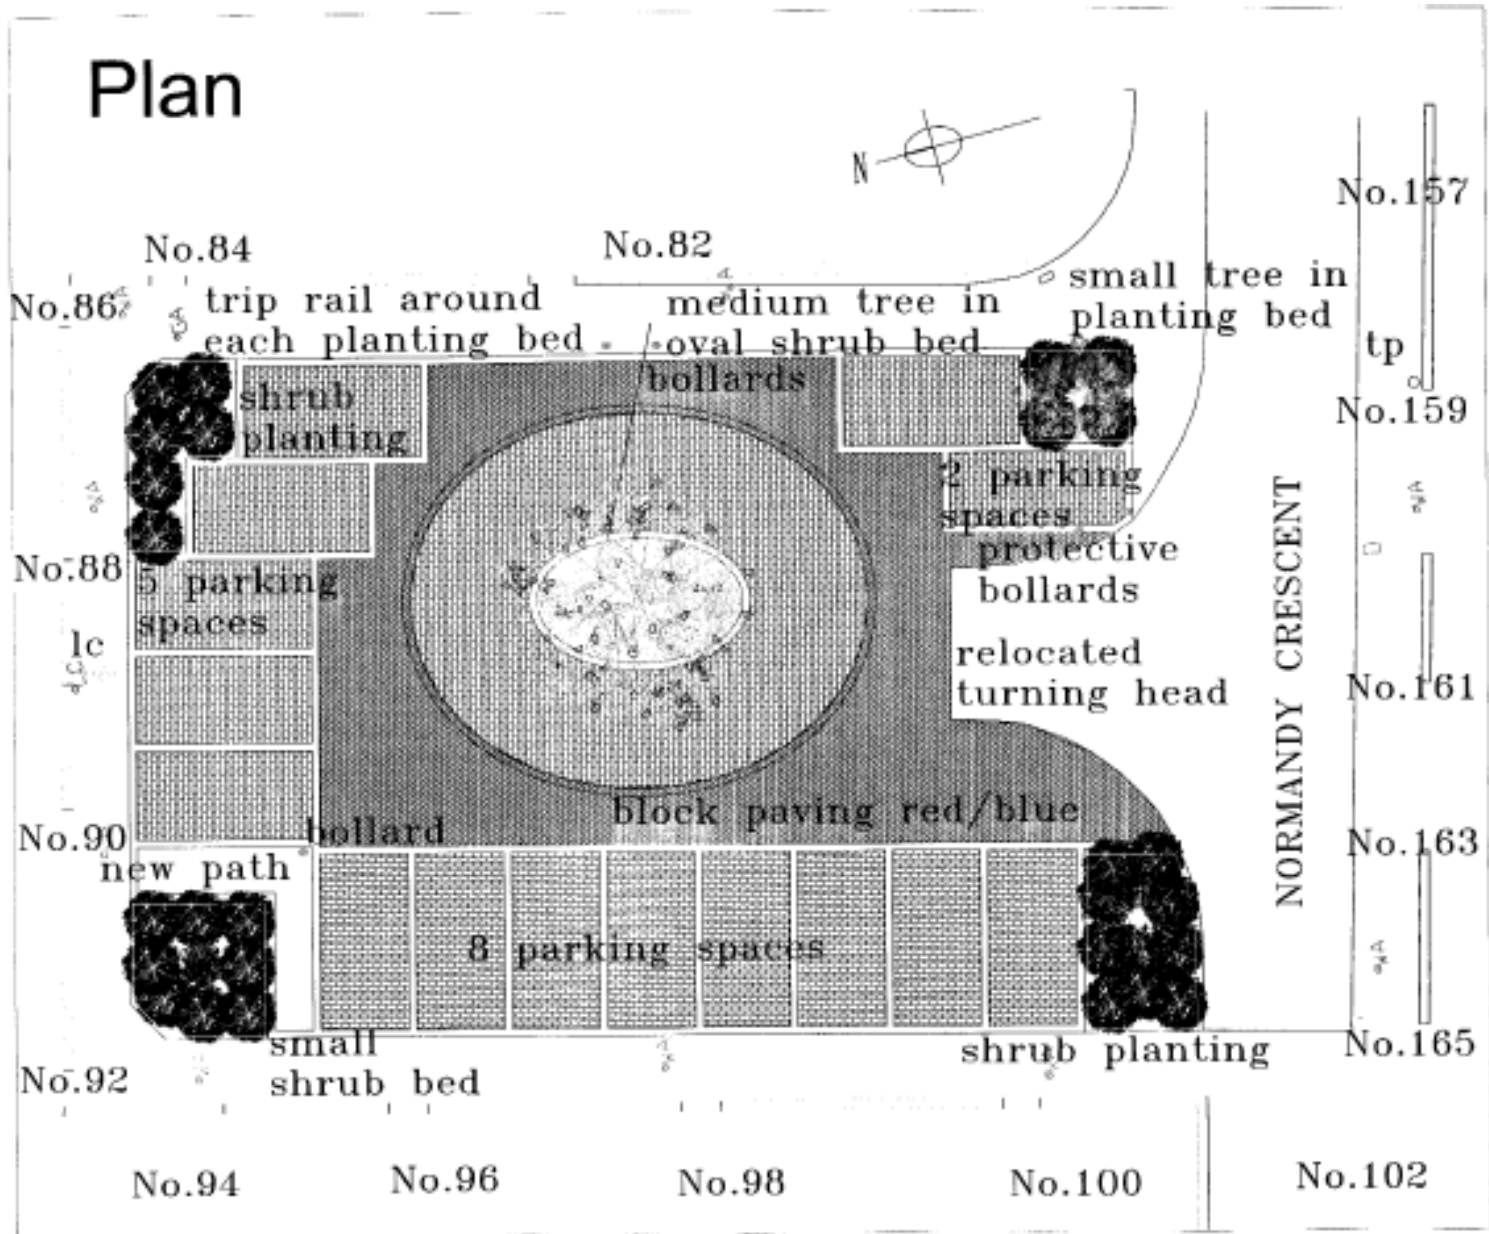 Plan
N
No.157
No.84
No.82
No.86
trip rail around
each planting bed
medium tree in
oval shrub bed
small tree in
planting bed
tp
bollards
shrub
planting
No.159
2 parking
spaces
protective
bollards
No.88
5 parking
spaces
lc
relocated
turning head
NORMANDY CRESCENT
No.161
No.90
bollard
block paving red/blue
No.163
new path
8 parking spaces
small
shrub bed
shrub planting
No.165
No.92
No.94
No.96
No.98
No.100
No.102